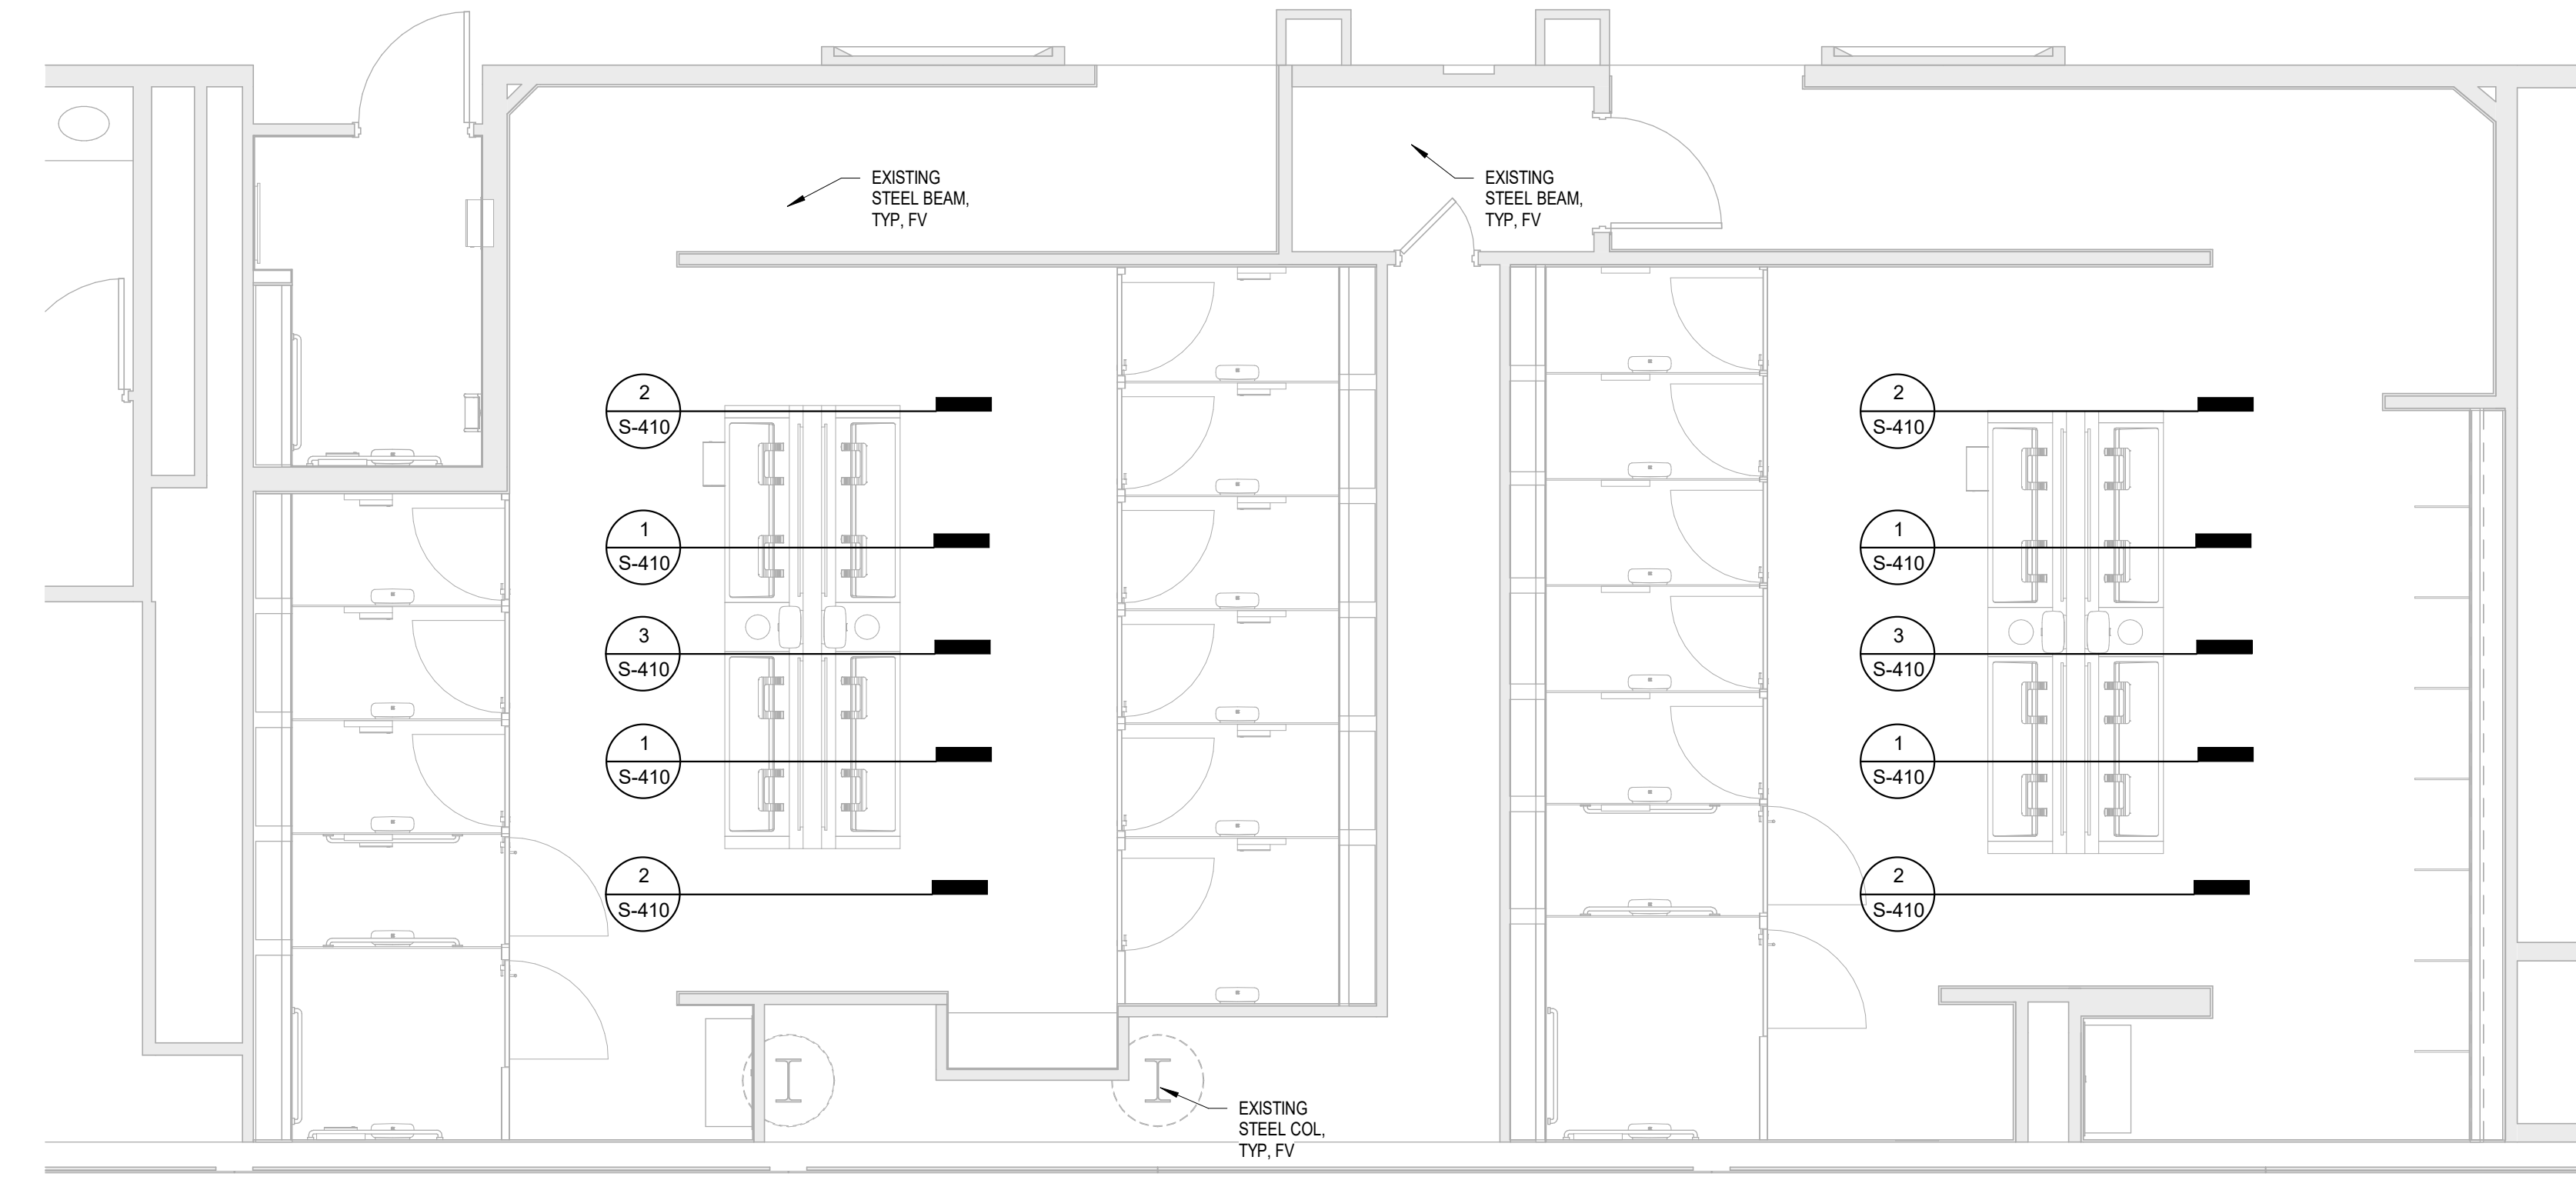 EXISTING
STEEL BEAM,
TYP, FV
EXISTING
STEEL BEAM,
TYP, FV
2
S-410
2
S-410
1
S-410
1
S-410
3
S-410
3
S-410
1
S-410
1
S-410
2
S-410
2
S-410
EXISTING
STEEL COL,
TYP, FV